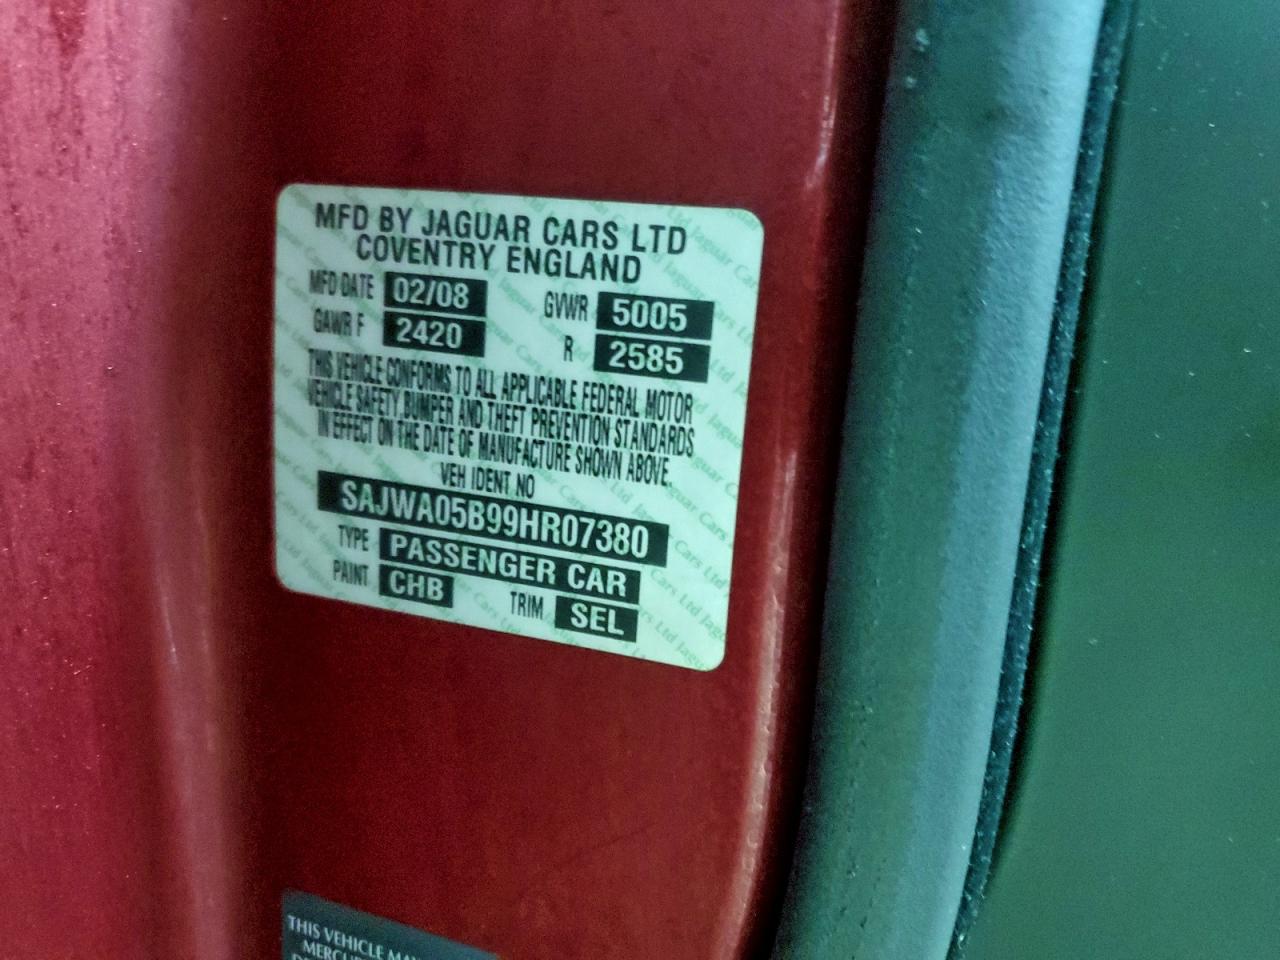 MFD BY JAGUAR CARS LTD
COVENTRY ENGLAND
MFD DATE 02/08 GVWR 5005
GAWR F 2420 R 2585
THIS VEHICLE CONFORMS TO ALL APPLICABLE FEDERAL MOTOR
VEHICLE SAFETY,BUMPER AND THEFT PREVENTION STANDARDS
IN EFFECT ON THE DATE OF MANUFACTURE SHOWN ABOVE.
VEH IDENT NO
SAJWA05B99HR07380
TYPE PASSENGER CAR
PAINT CHB TRIM SEL
THIS VEHICLE